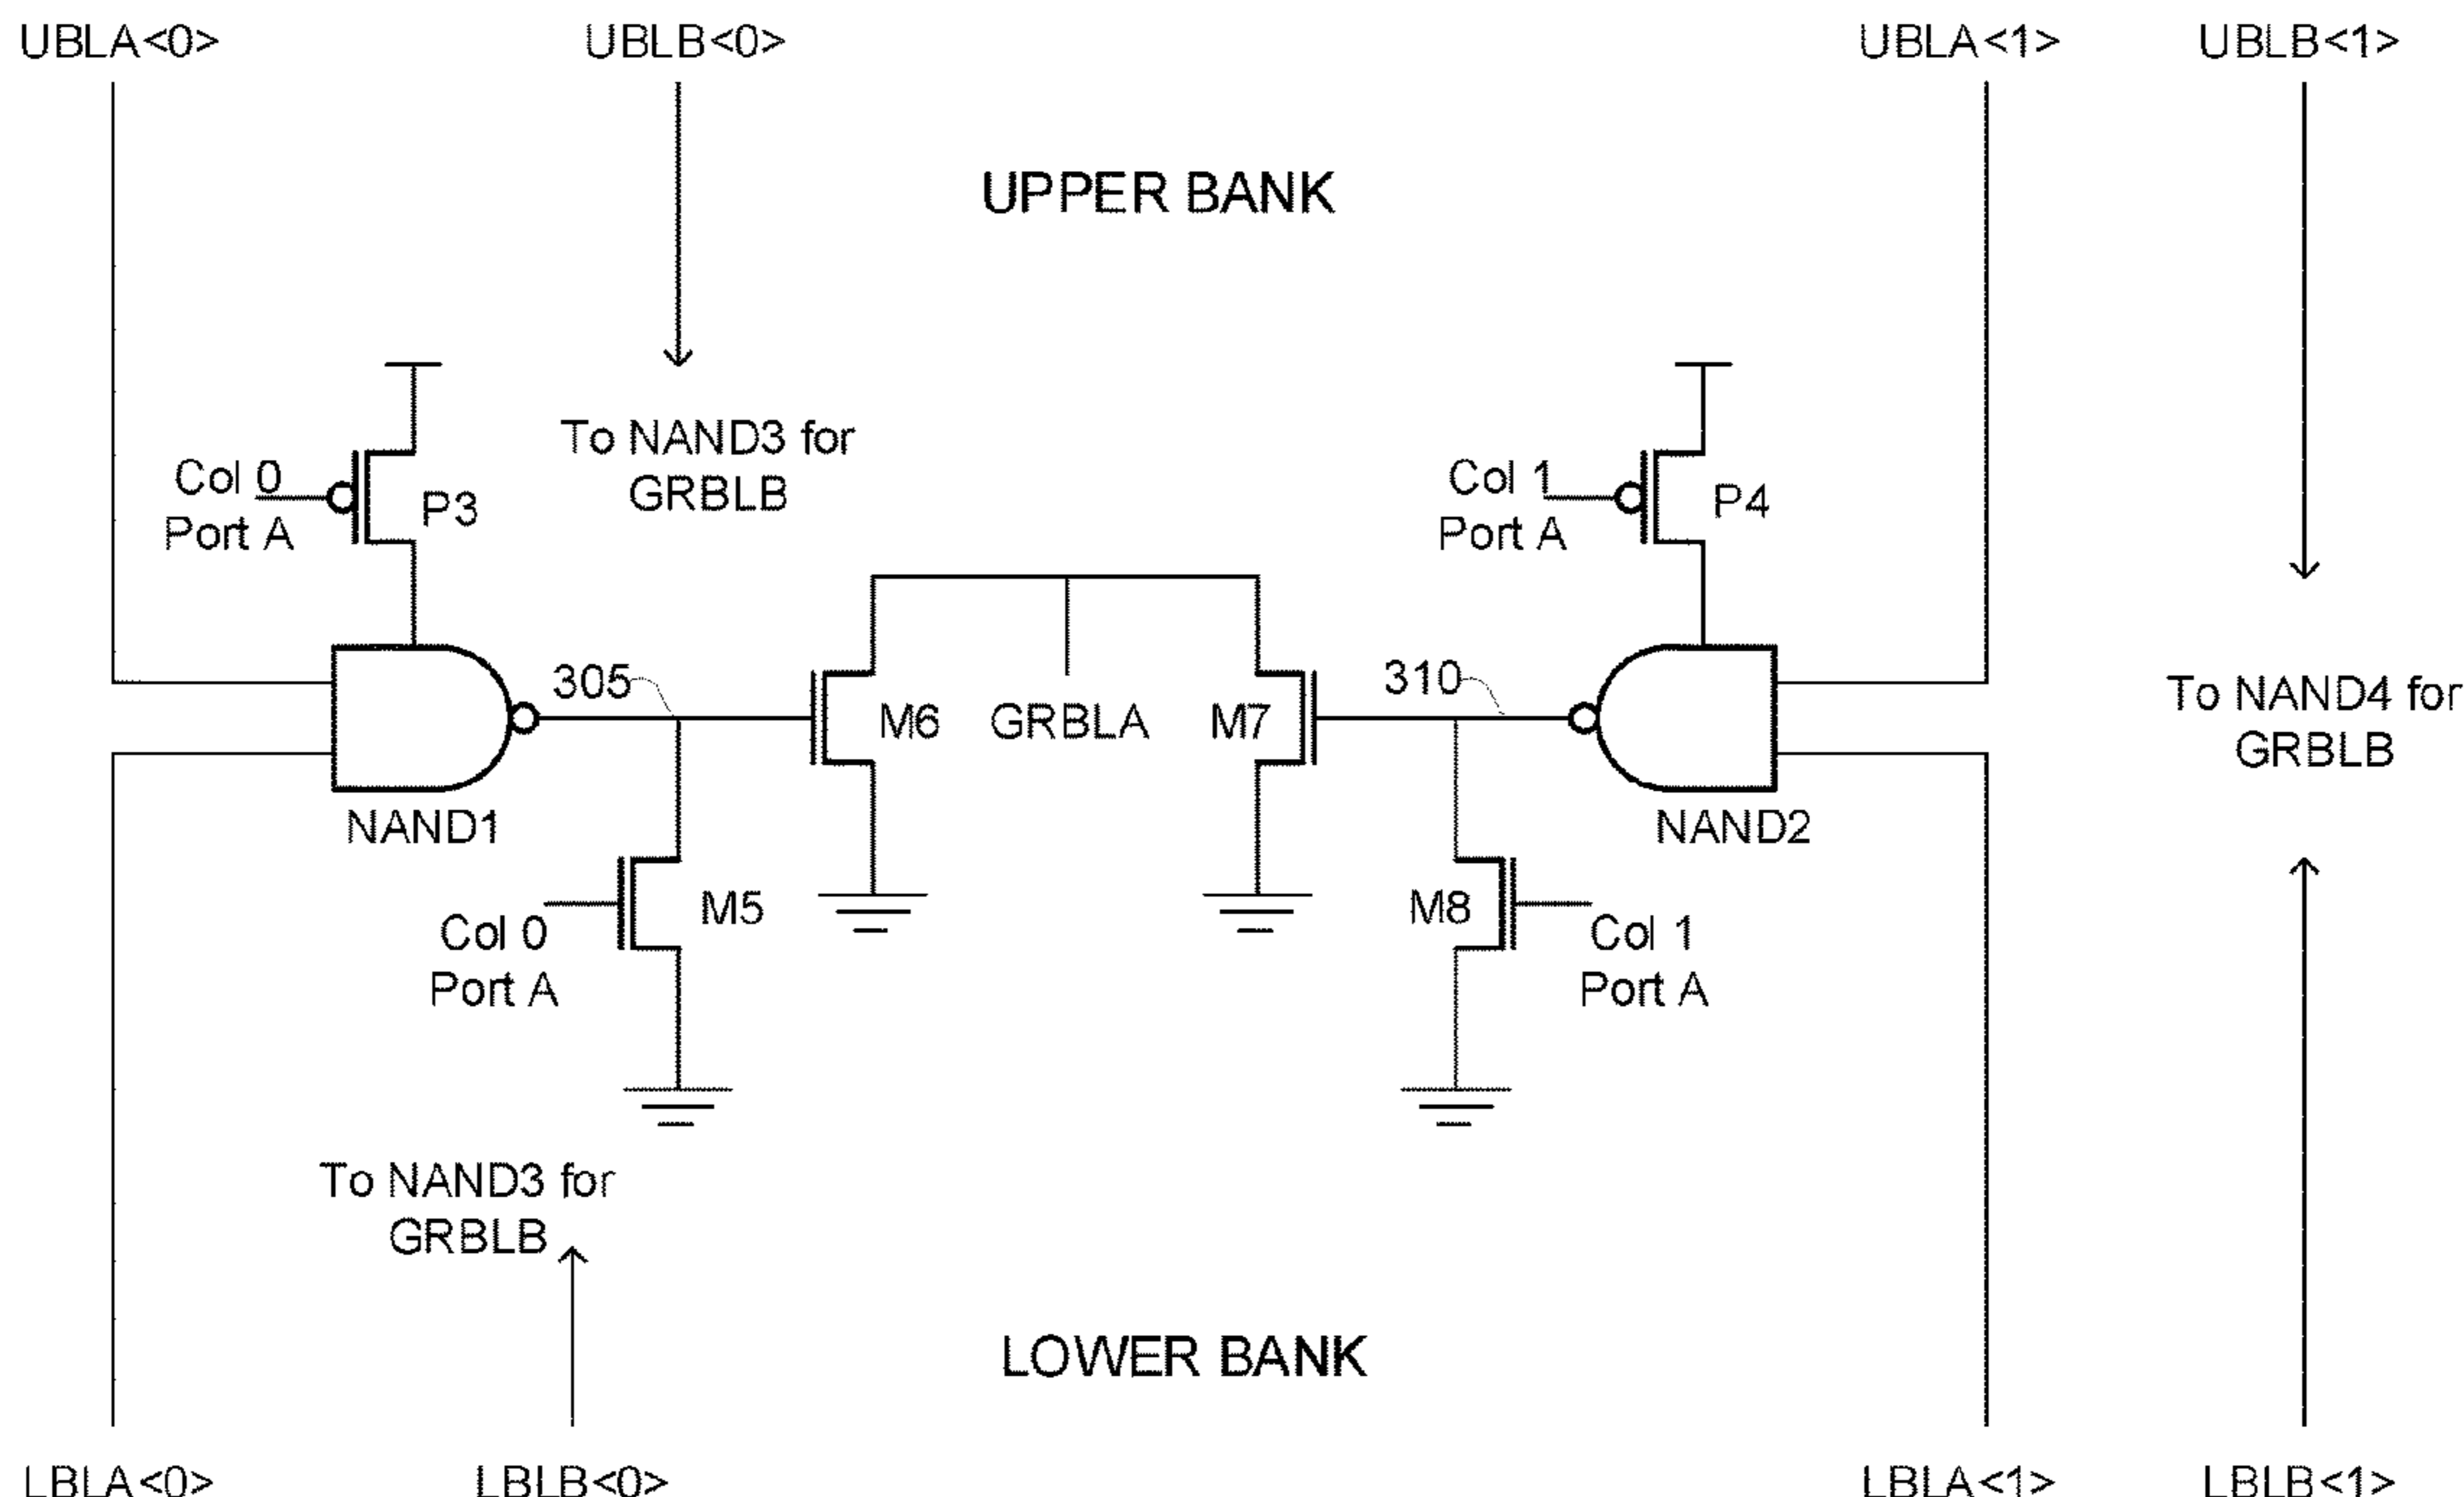 UBLA<0>
UBLB<0>
UBLA<1>
UBLB<1>
UPPER BANK
Col 0
Port A
P3
To NAND3 for
GRBLB
Col 1
Port A
P4
305
M6
GRBLA
M7
310
To NAND4 for
GRBLB
NAND1
NAND2
Col 0
Port A
M5
M8
Col 1
Port A
To NAND3 for
GRBLB
LOWER BANK
LBLA<0>
LBLB<0>
LBLA<1>
LBLB<1>